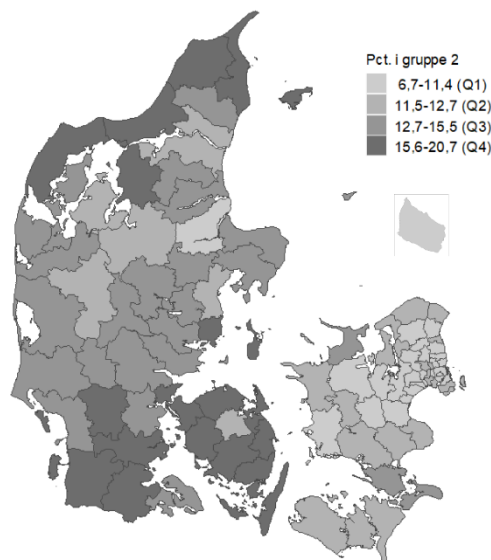 Pct. i gruppe 2
6,7-11,4 (Q1)
11,5-12,7 (Q2)
12,7-15,5 (Q3)
15,6-20,7 (Q4)